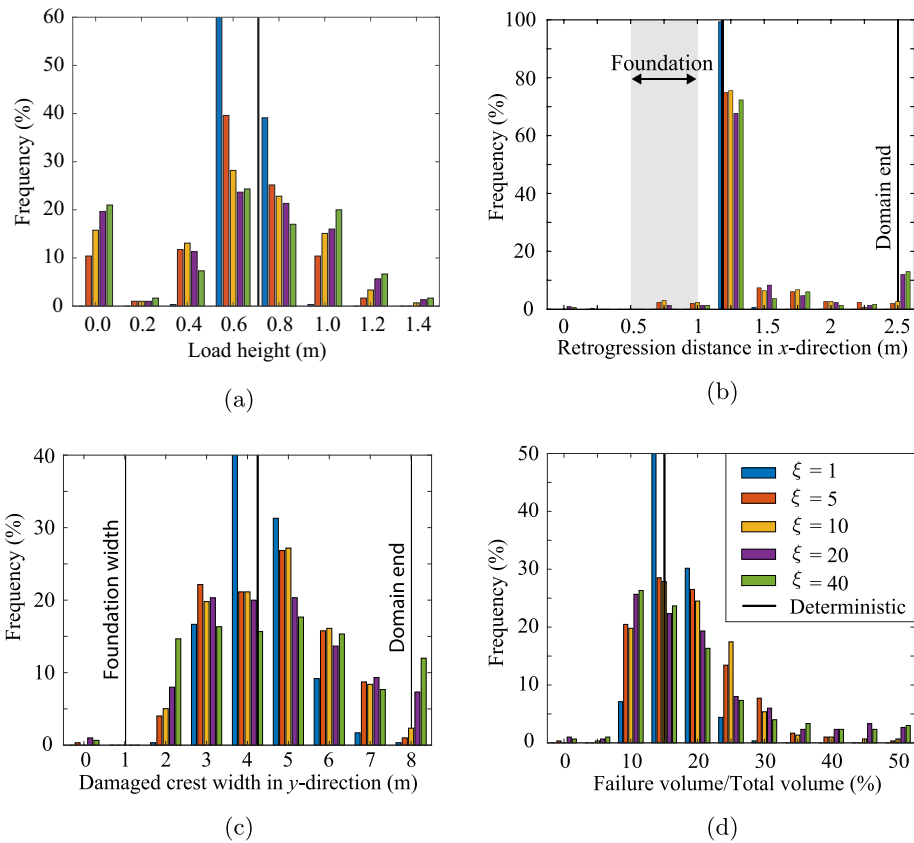 60
50
40
30
20
10
0
Frequency (%)
0.0 0.2 0.4 0.6 0.8 1.0 1.2 1.4
Load height (m)
(a)
100
80
60
40
20
0
Frequency (%)
Foundation
Domain end
0 0.5 1 1.5 2 2.5
Retrogression distance in x-direction (m)
(b)
40
30
20
10
0
Frequency (%)
Foundation width
Domain end
0 1 2 3 4 5 6 7 8
Damaged crest width in y-direction (m)
(c)
50
40
30
20
10
0
Frequency (%)
ξ = 1
ξ = 5
ξ = 10
ξ = 20
ξ = 40
Deterministic
0 10 20 30 40 50
Failure volume/Total volume (%)
(d)